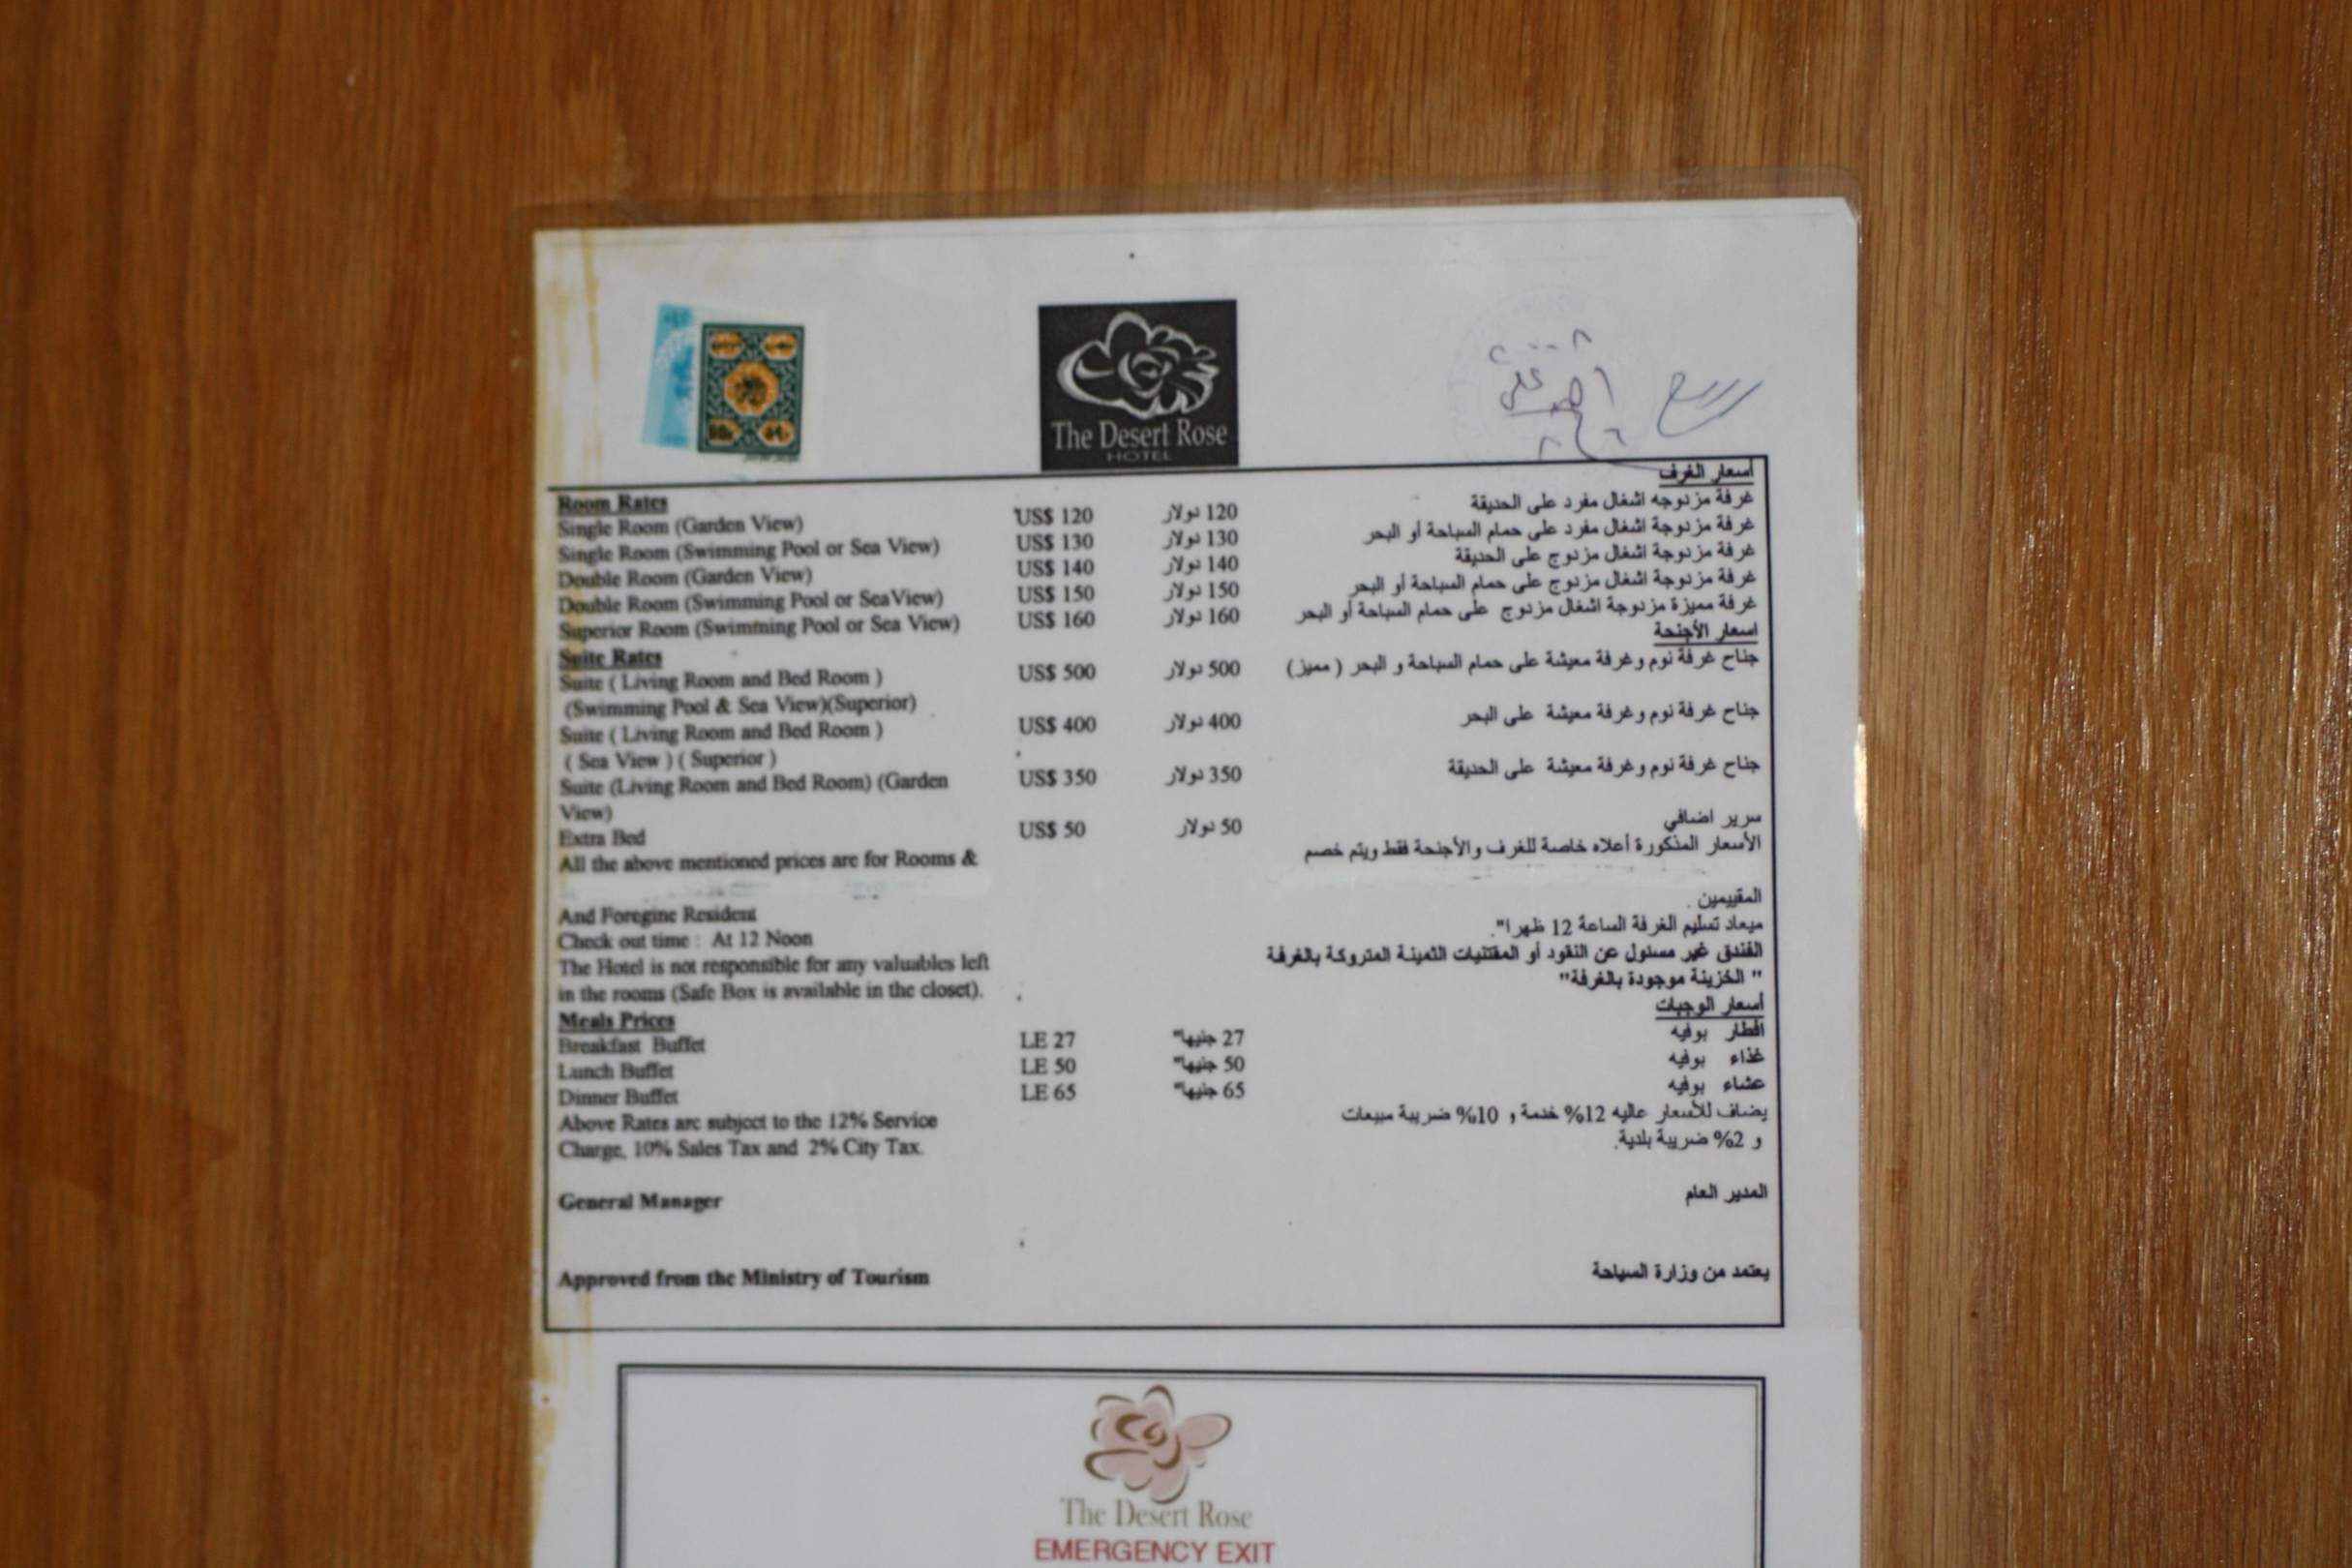 The Desert Rose
HOTEL
٢٠٠٨
أسعار الغرف
Room Rates
غرفة مزدوجه اشغال مفرد على الحديقة
Single Room (Garden View) US$ 120 120 دولار
غرفة مزدوجة اشغال مفرد على حمام السباحة أو البحر
Single Room (Swimming Pool or Sea View) US$ 130 130 دولار
غرفة مزدوجة اشغال مزدوج على الحديقة
Double Room (Garden View) US$ 140 140 دولار
غرفة مزدوجة اشغال مزدوج على حمام السباحة أو البحر
Double Room (Swimming Pool or SeaView) US$ 150 150 دولار
غرفة مميزة مزدوجة اشغال مزدوج على حمام السباحة أو البحر
Superior Room (Swimming Pool or Sea View) US$ 160 160 دولار
اسعار الأجنحة
Suite Rates
جناح غرفة نوم وغرفة معيشة على حمام السباحة و البحر ( مميز)
Suite ( Living Room and Bed Room ) US$ 500 500 دولار
(Swimming Pool & Sea View)(Superior)
جناح غرفة نوم وغرفة معيشة على البحر
Suite ( Living Room and Bed Room ) US$ 400 400 دولار
( Sea View ) ( Superior )
جناح غرفة نوم وغرفة معيشة على الحديقة
Suite (Living Room and Bed Room) (Garden US$ 350 350 دولار
View)
سرير اضافي
Extra Bed US$ 50 50 دولار
الأسعار المذكورة أعلاه خاصة للغرف والأجنحة فقط ويتم خصم
All the above mentioned prices are for Rooms &
المقييمين .
And Foregine Resident
ميعاد تسليم الغرفة الساعة 12 ظهرا".
Check out time : At 12 Noon
الفندق غير مسئول عن النقود أو المقتنيات الثمينة المتروكة بالغرفة
The Hotel is not responsible for any valuables left
" الخزينة موجودة بالغرفة"
in the rooms (Safe Box is available in the closet).
أسعار الوجبات
Meals Prices
افطار بوفيه
Breakfast Buffet LE 27 27 جنيها"
غذاء بوفيه
Lunch Buffet LE 50 50 جنيها"
عشاء بوفيه
Dinner Buffet LE 65 65 جنيها"
يضاف للأسعار عاليه 12% خدمة و 10% ضريبة مبيعات
Above Rates are subject to the 12% Service
و 2% ضريبة بلدية.
Charge, 10% Sales Tax and 2% City Tax.
General Manager المدير العام
Approved from the Ministry of Tourism يعتمد من وزارة السياحة
The Desert Rose
EMERGENCY EXIT